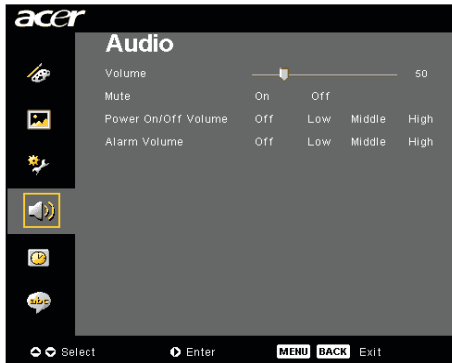 acer
Audio
Volume 50
Mute On Off
Power On/Off Volume Off Low Middle High
Alarm Volume Off Low Middle High
abc
Select Enter MENU BACK Exit